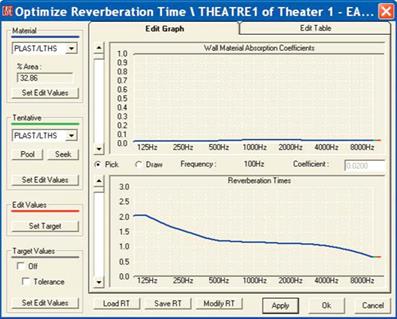 Optimize Reverberation Time \ THEATRE1 of Theater 1 - EA...
Material
PLAST/LTHS
% Area :
32.86
Set Edit Values
Tentative
PLAST/LTHS
Pool Seek
Set Edit Values
Edit Values
Set Target
Target Values
Off
Tolerance
Set Edit Values
Edit Graph Edit Table
Wall Material Absorption Coefficients
1.0
0.9
0.8
0.7
0.6
0.5
0.4
0.3
0.2
0.1
0.0
125Hz 250Hz 500Hz 1000Hz 2000Hz 4000Hz 8000Hz
Pick Draw Frequency : 100Hz Coefficient : 0.0200
Reverberation Times
3.0
2.5
2.0
1.5
1.0
0.5
0.0
125Hz 250Hz 500Hz 1000Hz 2000Hz 4000Hz 8000Hz
Load RT Save RT Modify RT Apply Ok Cancel